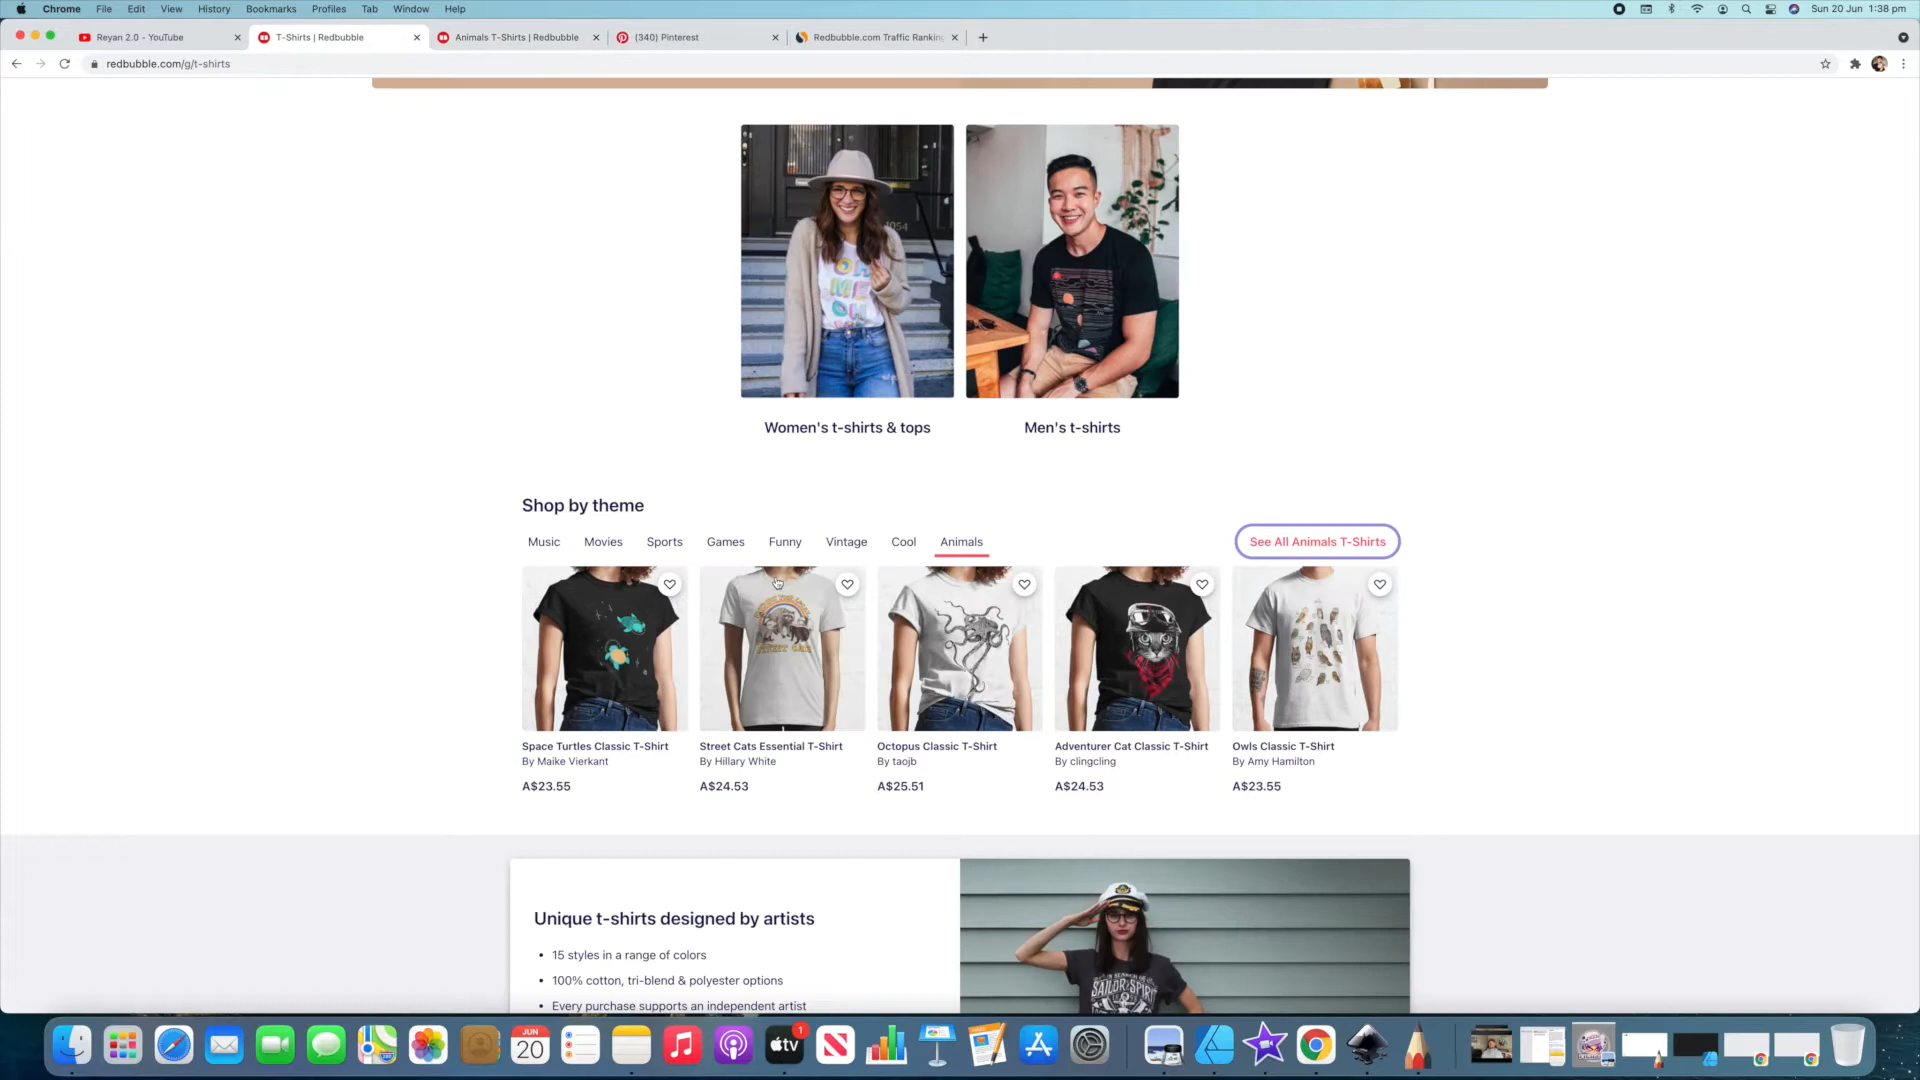 Chrome File Edit View History Bookmarks Profiles Tab Window Help Sun 20 Jun 1:38 pm
Reyan 2.0 - YouTube T-Shirts | Redbubble Animals T-Shirts | Redbubble (340) Pinterest Redbubble.com Traffic Ranking
redbubble.com/g/t-shirts
1054
Women's t-shirts & tops Men's t-shirts
Shop by theme
Music Movies Sports Games Funny Vintage Cool Animals See All Animals T-Shirts
STREET CATS
Space Turtles Classic T-Shirt Street Cats Essential T-Shirt Octopus Classic T-Shirt Adventurer Cat Classic T-Shirt Owls Classic T-Shirt
By Maike Vierkant By Hillary White By taojb By clingcling By Amy Hamilton
A$23.55 A$24.53 A$25.51 A$24.53 A$23.55
Unique t-shirts designed by artists
• 15 styles in a range of colors
• 100% cotton, tri-blend & polyester options
• Every purchase supports an independent artist
SAILOR SPIRIT
JUN
20
tv
1